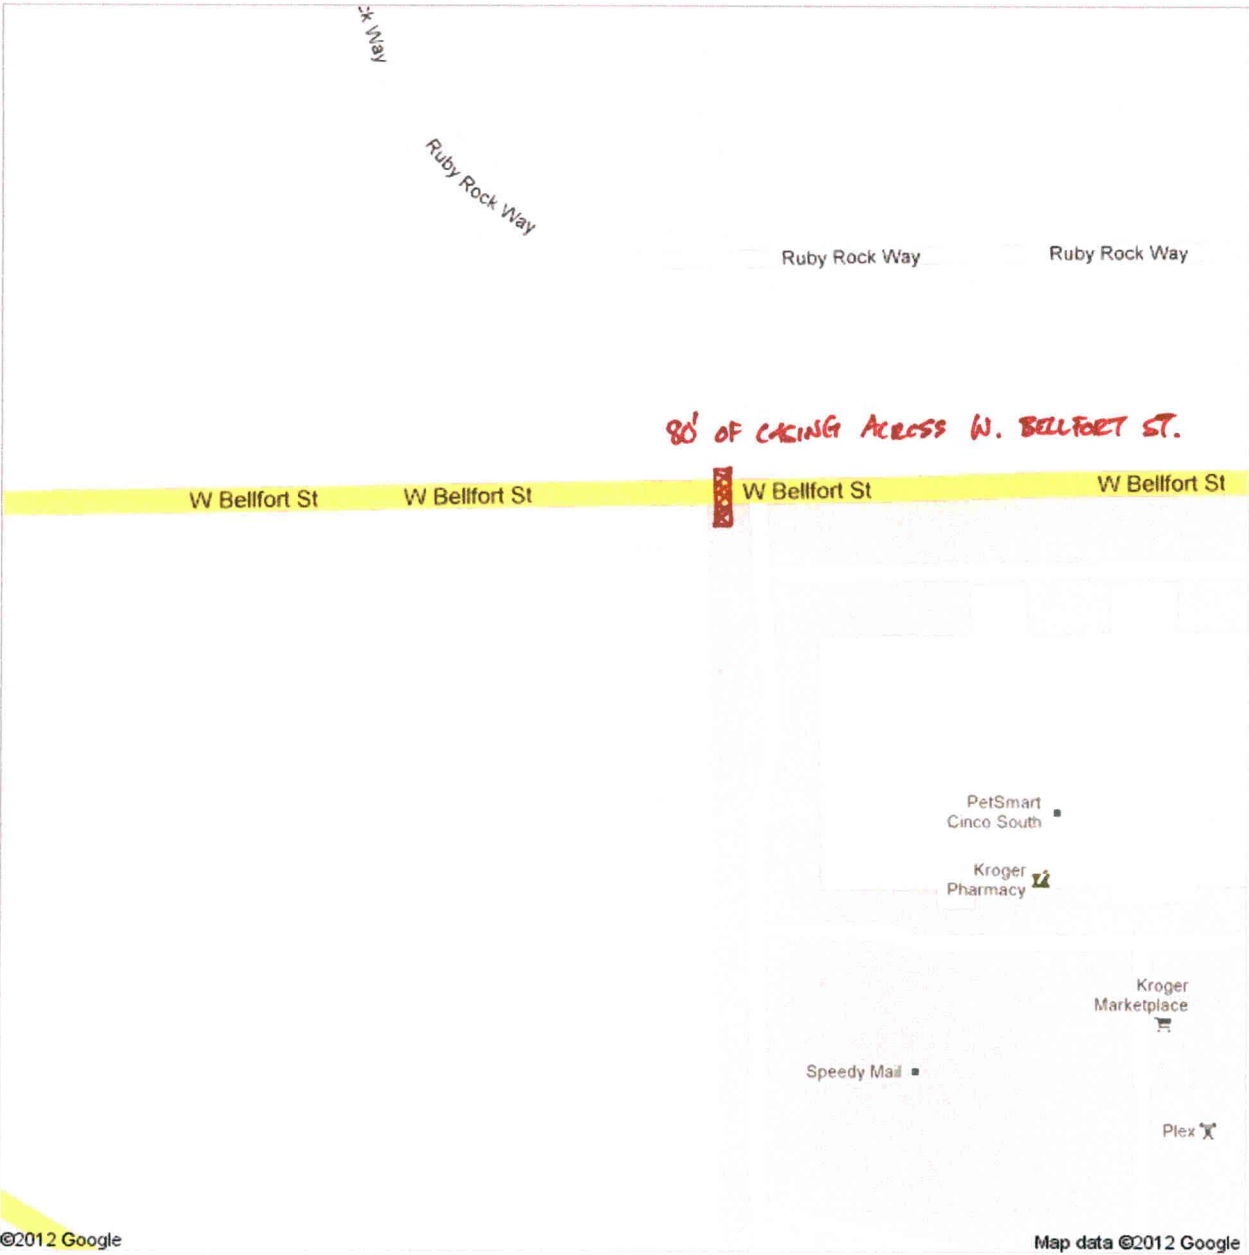 ck Way
Ruby Rock Way
Ruby Rock Way
Ruby Rock Way
80' OF CASING ACROSS W. BELLFORT ST.
W Bellfort St
W Bellfort St
W Bellfort St
W Bellfort St
PetSmart
Cinco South
Kroger
Pharmacy
Kroger
Marketplace
Speedy Mail
Plex
©2012 Google
Map data ©2012 Google